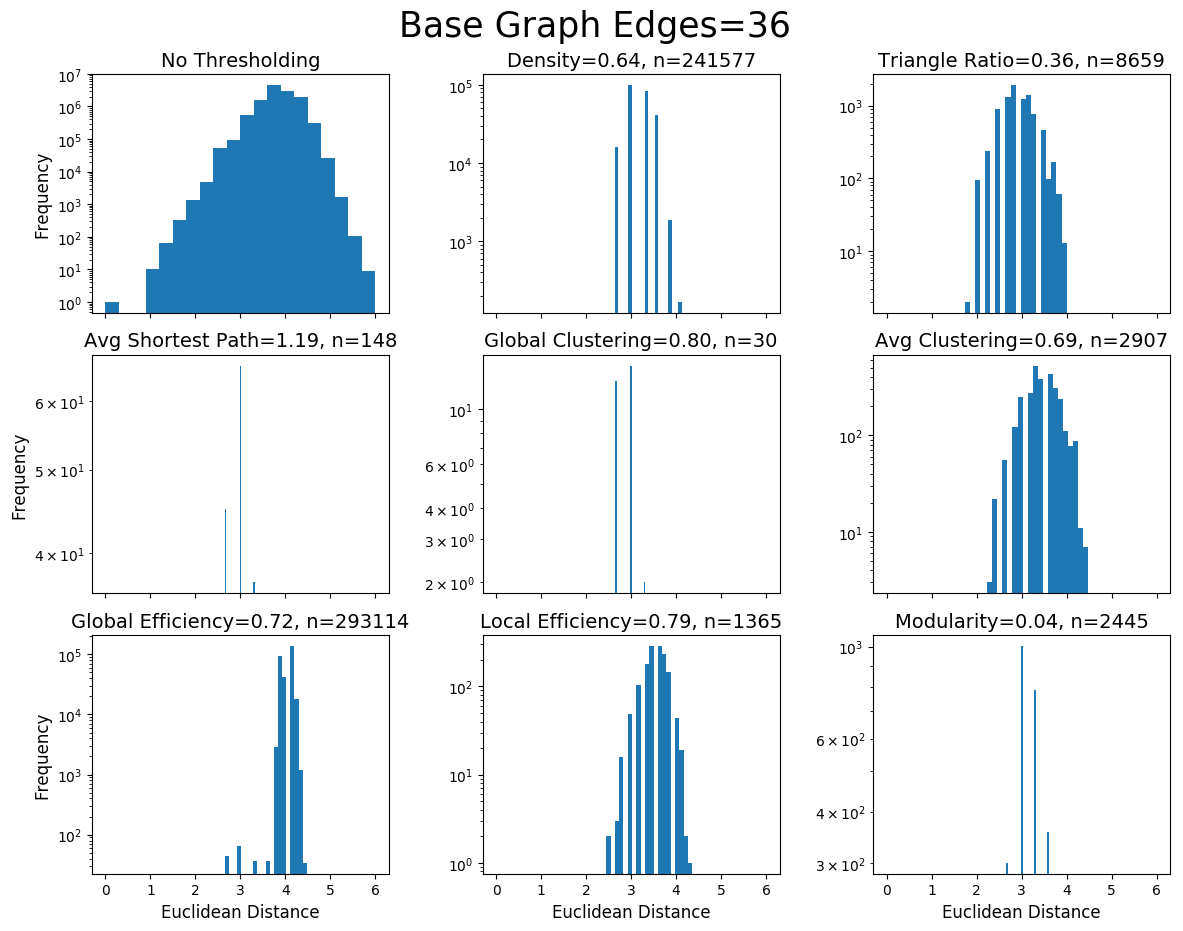 Base Graph Edges=36
No Thresholding
Density=0.64, n=241577
Triangle Ratio=0.36, n=8659
Frequency
10^7
10^6
10^5
10^4
10^3
10^2
10^1
10^0
10^5
10^4
10^3
10^3
10^2
10^1
Avg Shortest Path=1.19, n=148
Global Clustering=0.80, n=30
Avg Clustering=0.69, n=2907
Frequency
6 × 10^1
5 × 10^1
4 × 10^1
10^1
6 × 10^0
4 × 10^0
3 × 10^0
2 × 10^0
10^2
10^1
Global Efficiency=0.72, n=293114
Local Efficiency=0.79, n=1365
Modularity=0.04, n=2445
Frequency
10^5
10^4
10^3
10^2
10^2
10^1
10^0
10^3
6 × 10^2
4 × 10^2
3 × 10^2
0 1 2 3 4 5 6
0 1 2 3 4 5 6
0 1 2 3 4 5 6
Euclidean Distance
Euclidean Distance
Euclidean Distance